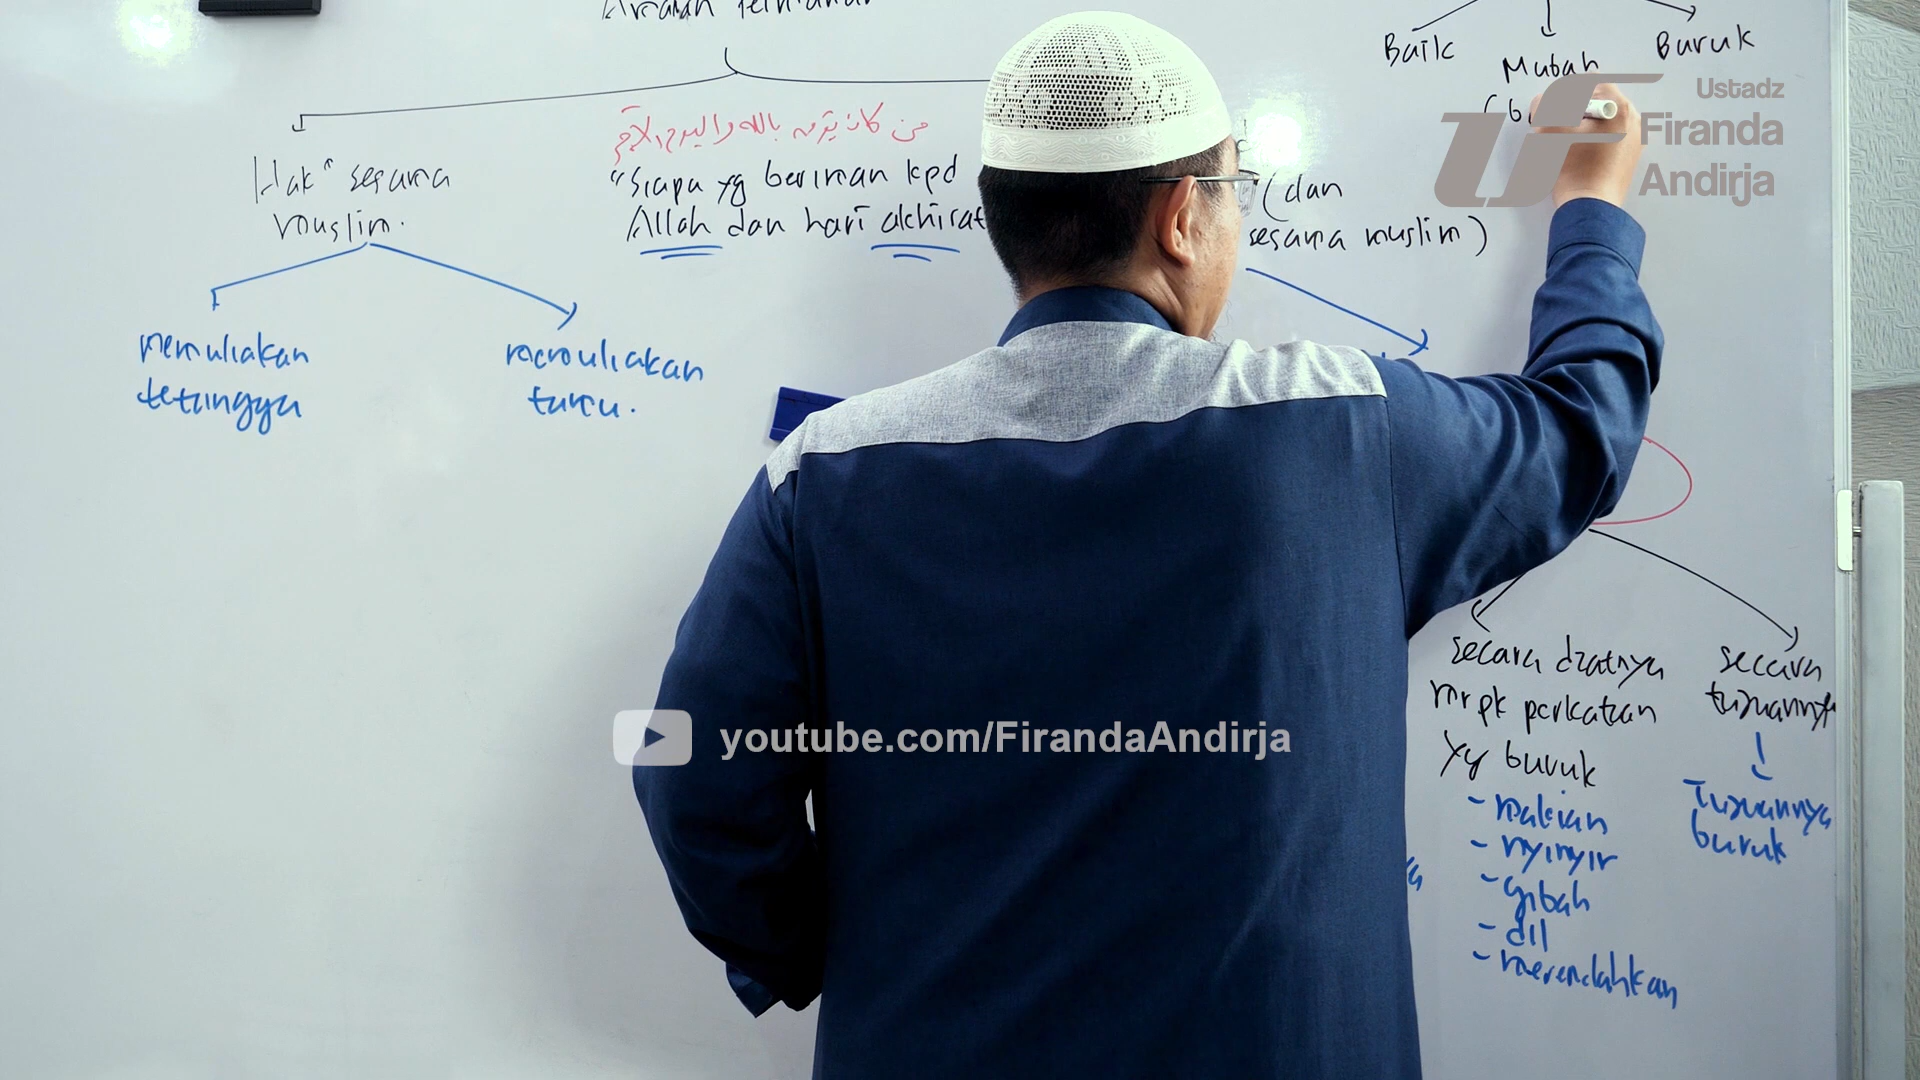 Baik
Mubah
Buruk
Ustadz
Firanda
Andirja
Hak" sesama
muslim.
من كان يؤمن بالله واليوم الآخر
"Siapa yg beriman kpd
Allah dan hari akhirat
(dan
sesama muslim)
memuliakan
tetangga
memuliakan
tamu.
secara dzatnya
mrpk perkataan
yg buruk
- makian
- nyinyir
- gibah
- dll
- merendahkan
secara
tujuannya
Tujuannya
buruk
youtube.com/FirandaAndirja